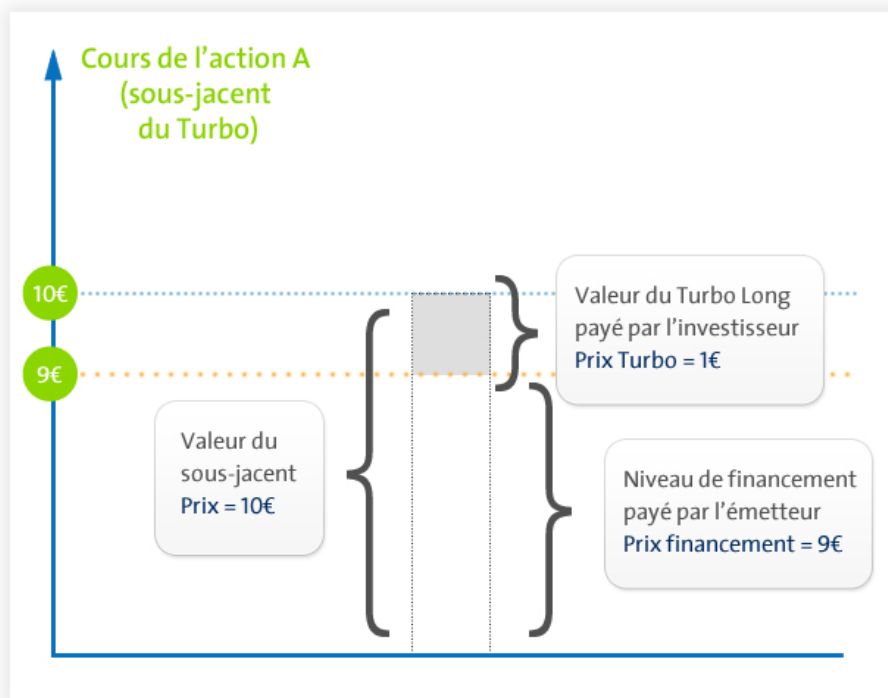 Cours de l’action A
(sous-jacent
du Turbo)
10€
Valeur du Turbo Long
payé par l’investisseur
Prix Turbo = 1€
9€
Valeur du
sous-jacent
Prix = 10€
Niveau de financement
payé par l’émetteur
Prix financement = 9€